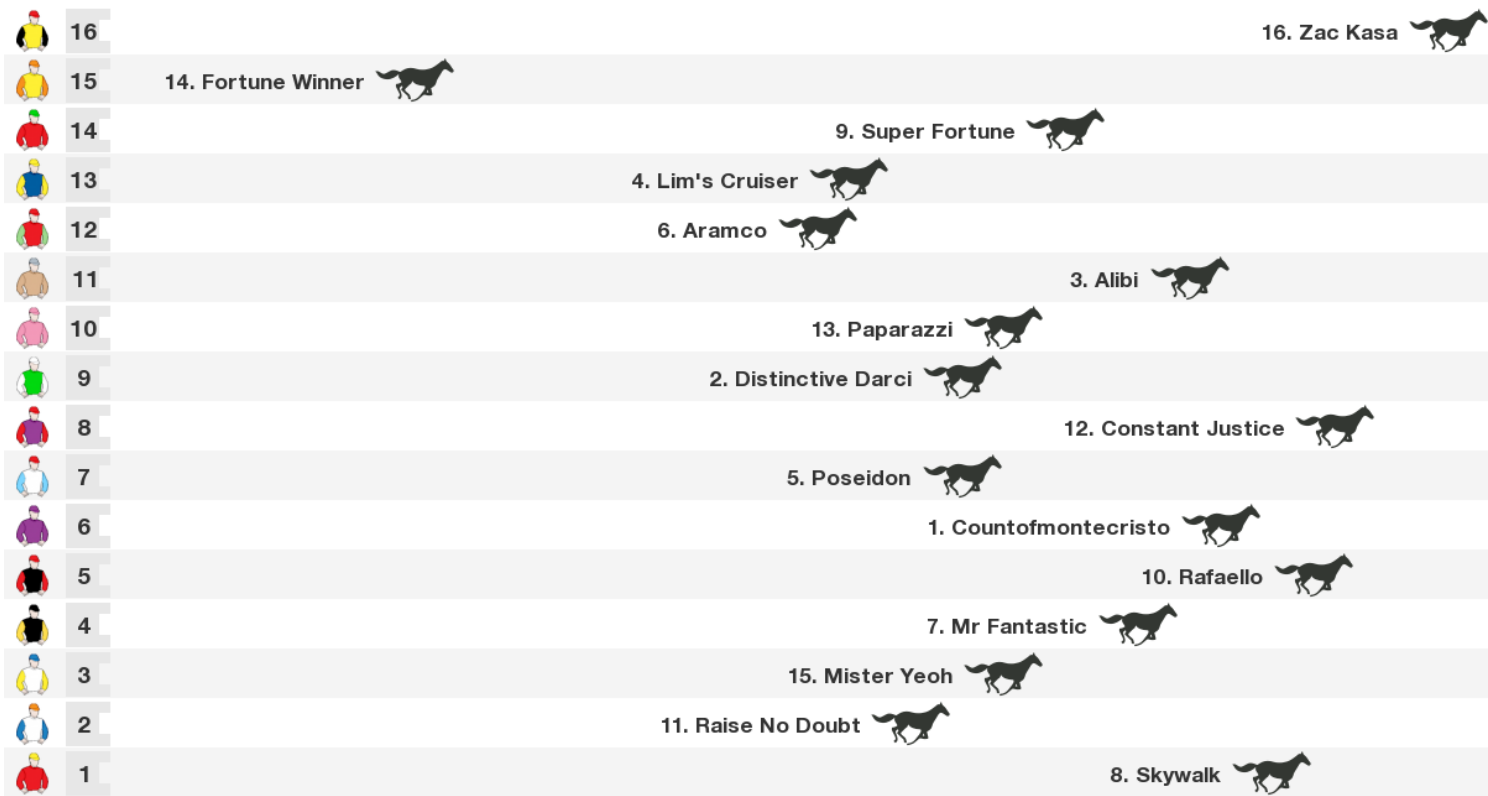 16 16. Zac Kasa
15 14. Fortune Winner
14 9. Super Fortune
13 4. Lim's Cruiser
12 6. Aramco
11 3. Alibi
10 13. Paparazzi
9 2. Distinctive Darci
8 12. Constant Justice
7 5. Poseidon
6 1. Countofmontecristo
5 10. Rafaello
4 7. Mr Fantastic
3 15. Mister Yeoh
2 11. Raise No Doubt
1 8. Skywalk